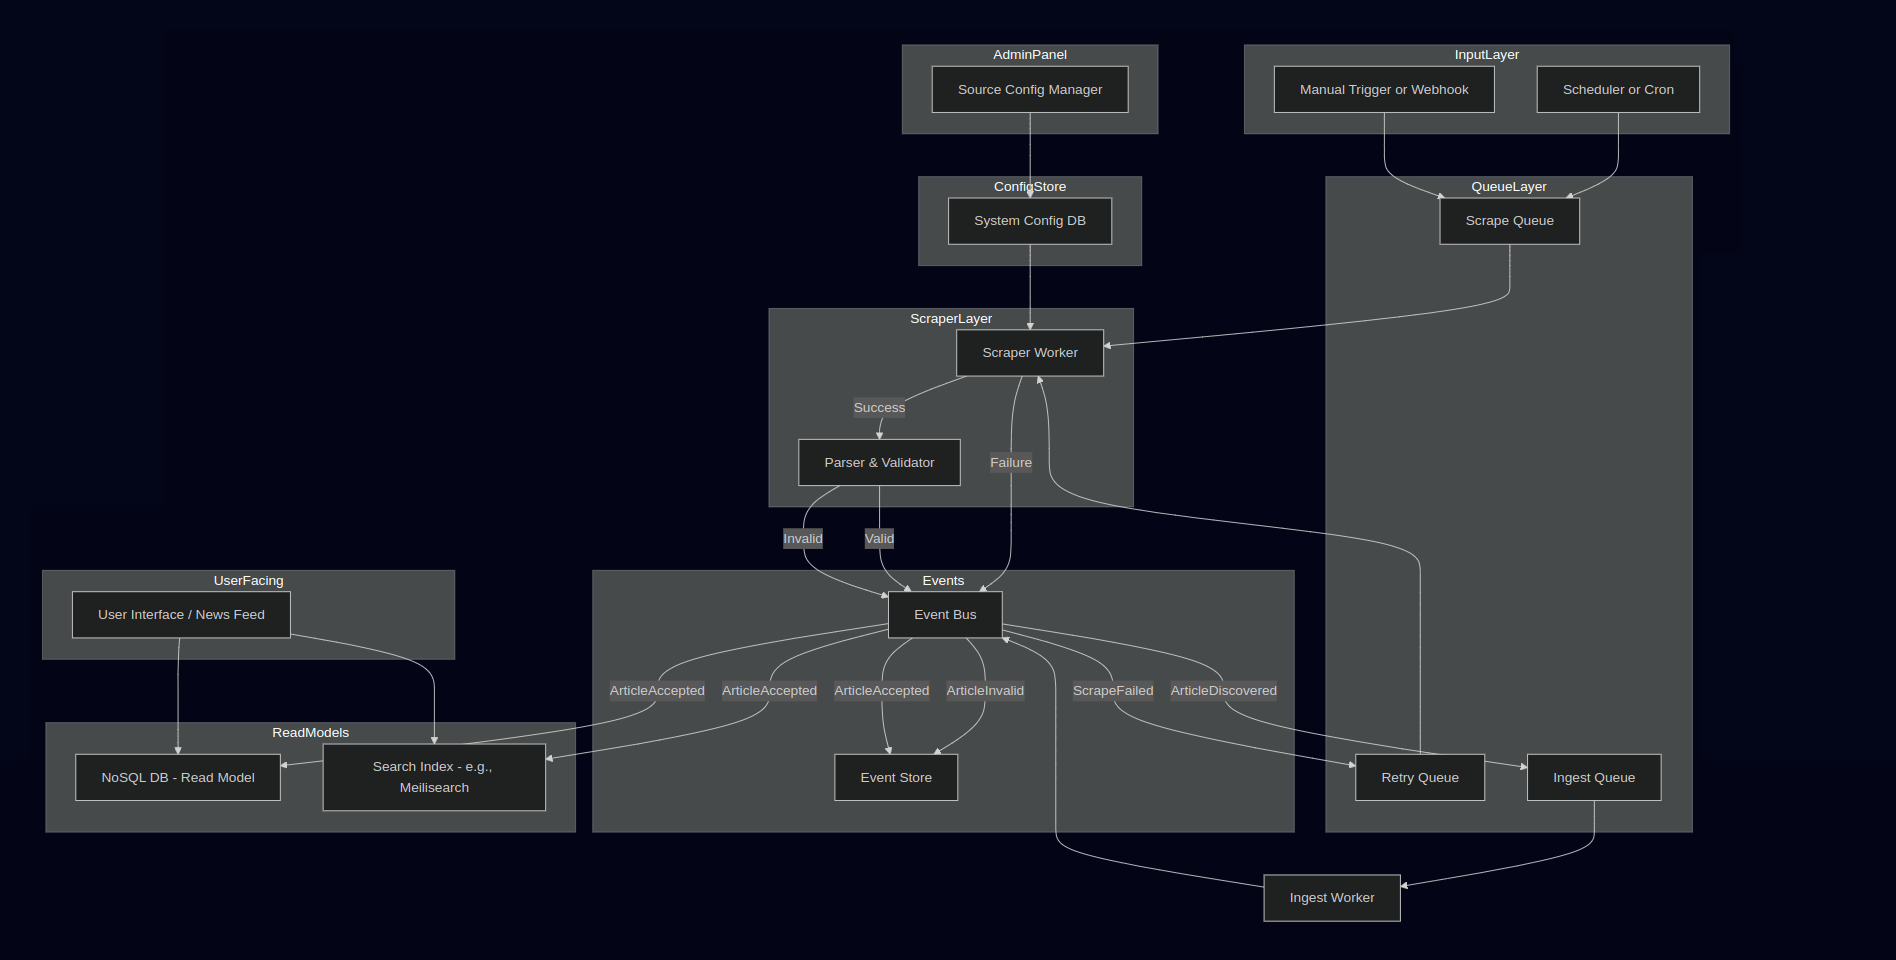 AdminPanel
Source Config Manager
InputLayer
Manual Trigger or Webhook
Scheduler or Cron
ConfigStore
System Config DB
QueueLayer
Scrape Queue
ScraperLayer
Scraper Worker
Success
Parser & Validator
Failure
Invalid
Valid
UserFacing
User Interface / News Feed
Events
Event Bus
ArticleAccepted
ArticleAccepted
ArticleAccepted
ArticleInvalid
ScrapeFailed
ArticleDiscovered
ReadModels
NoSQL DB - Read Model
Search Index - e.g.,
Meilisearch
Event Store
Retry Queue
Ingest Queue
Ingest Worker